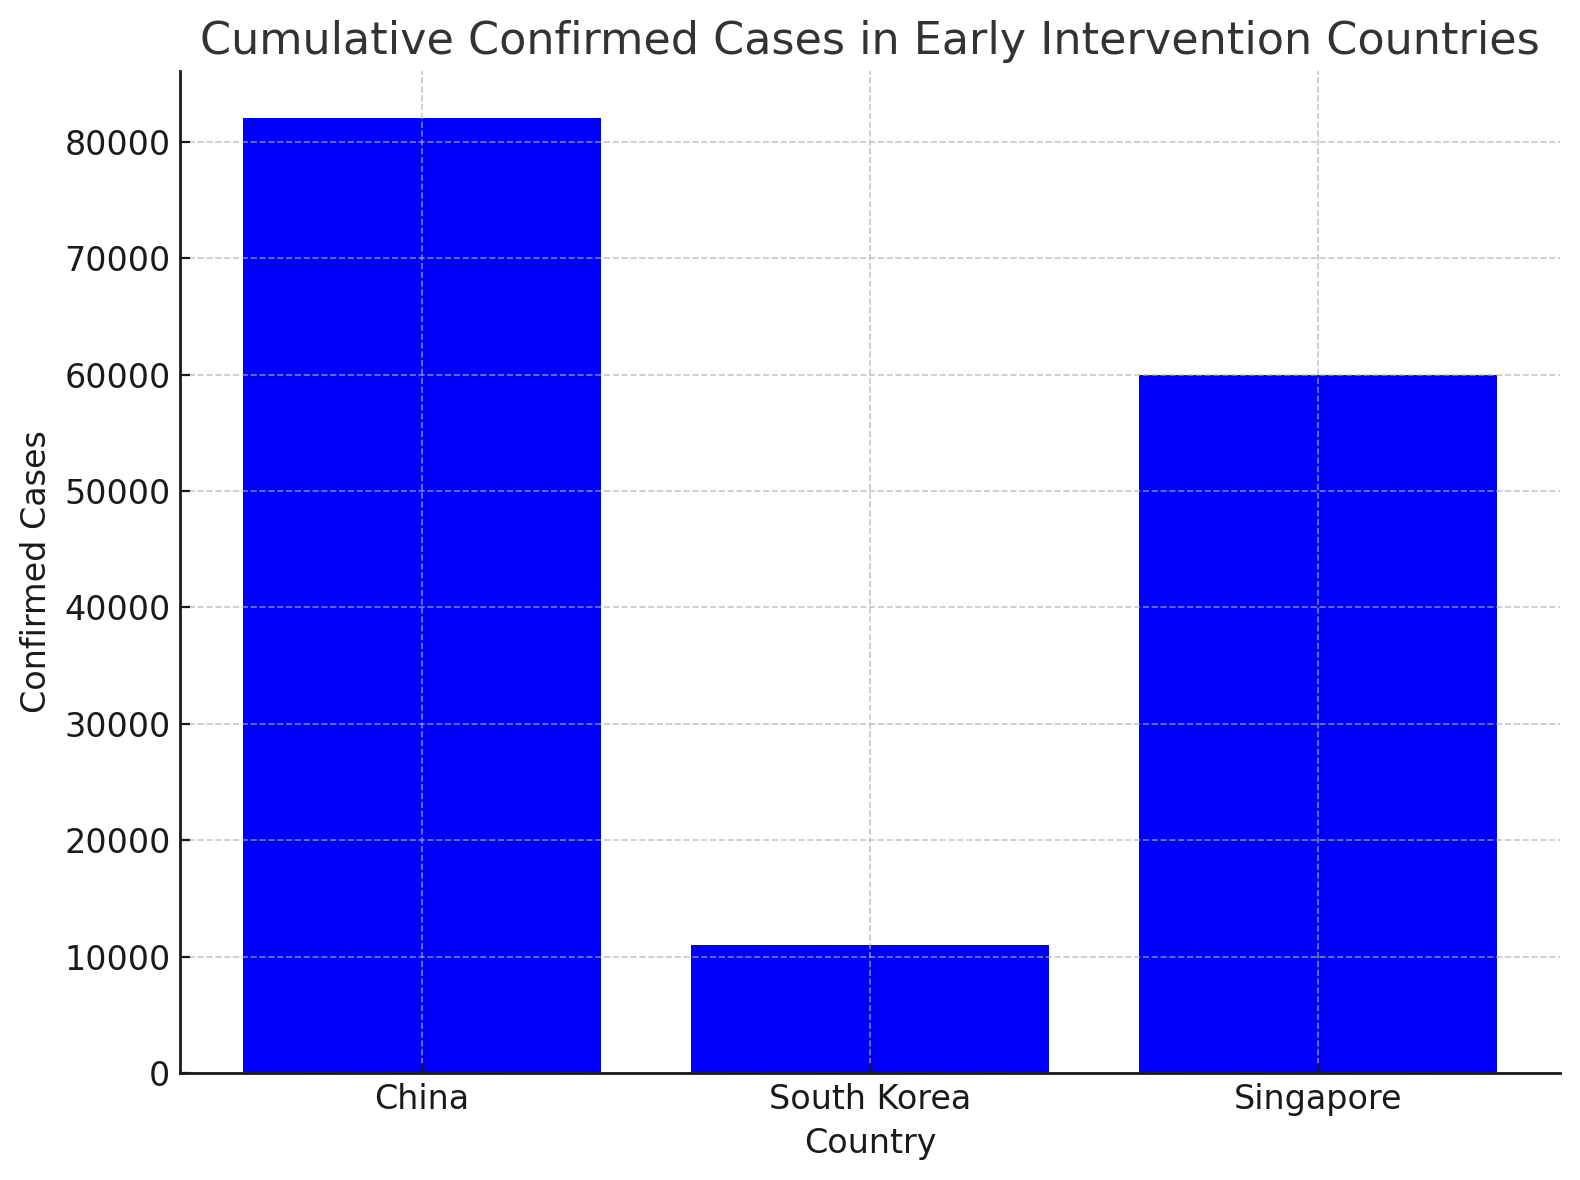 Cumulative Confirmed Cases in Early Intervention Countries
Confirmed Cases
80000
70000
60000
50000
40000
30000
20000
10000
0
China South Korea Singapore
Country